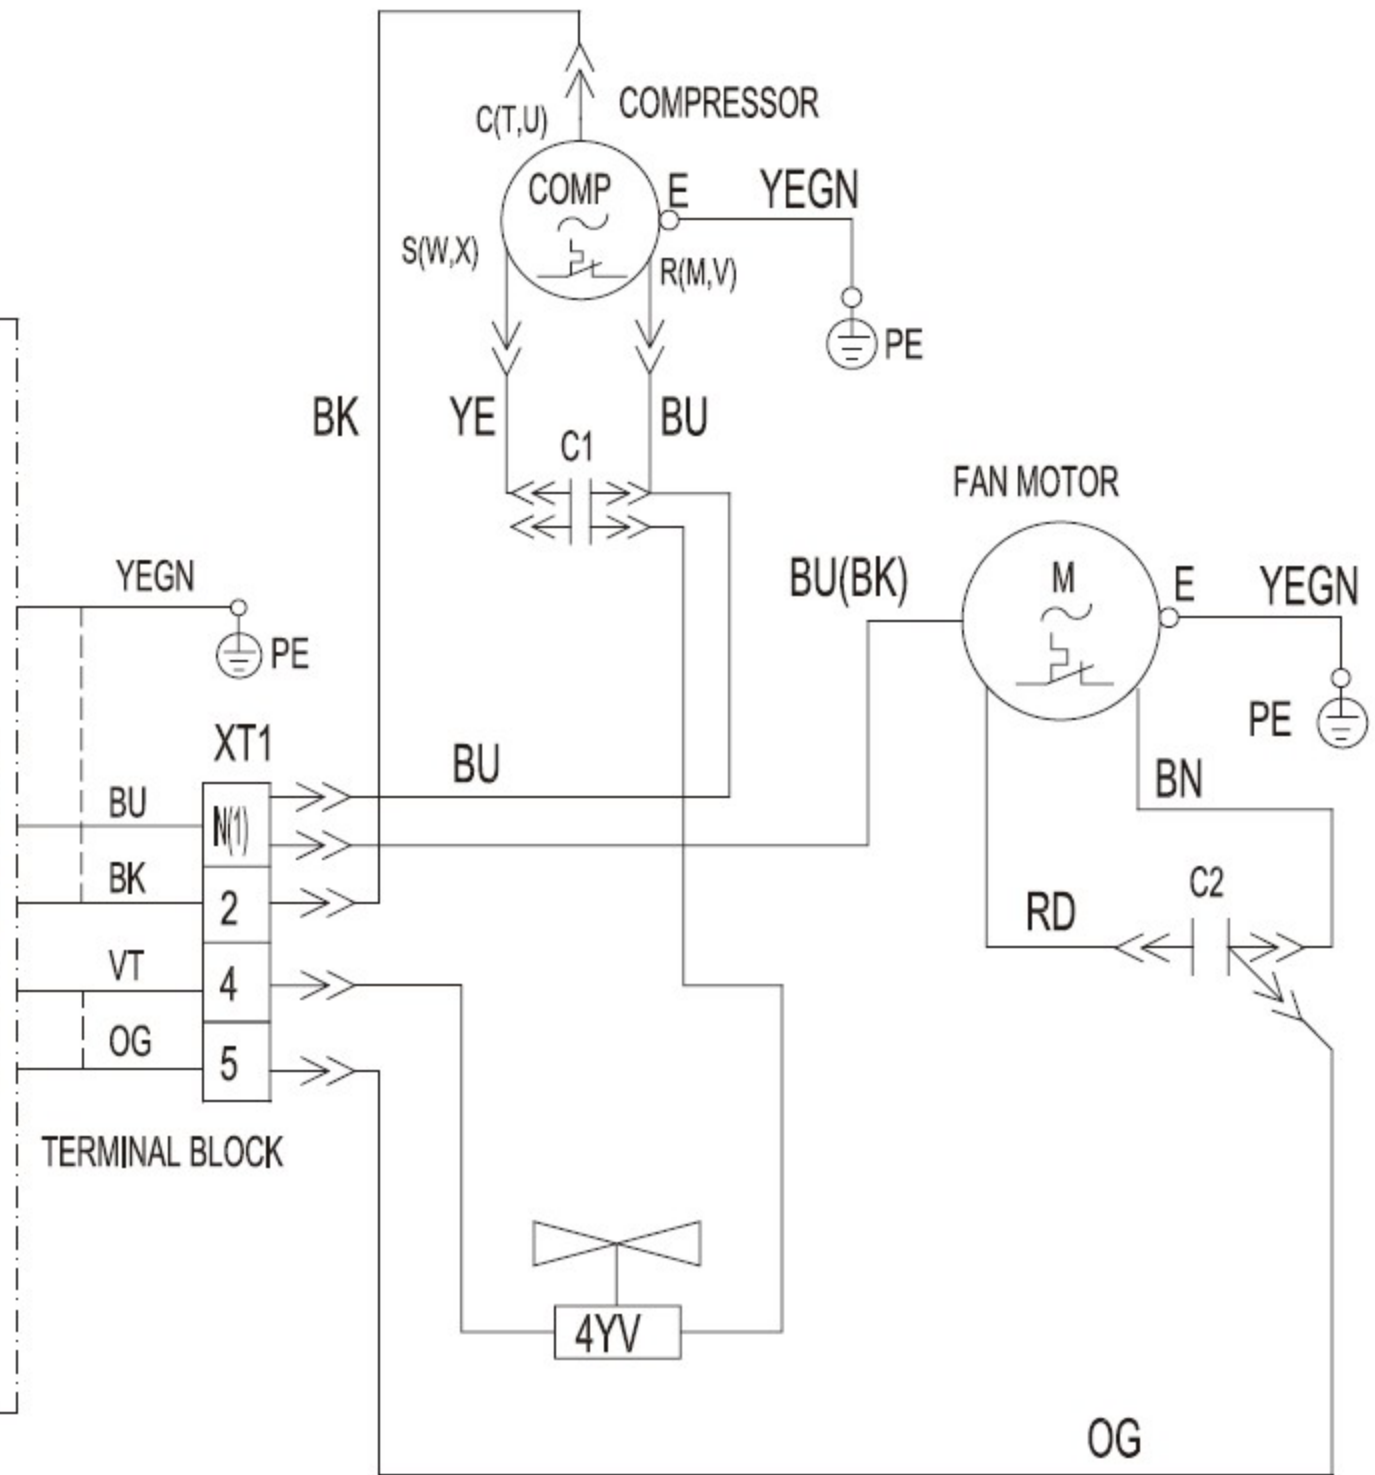 COMPRESSOR
C(T,U)
COMP
E
YEGN
S(W,X)
R(M,V)
PE
BK
YE
BU
C1
FAN MOTOR
BU(BK)
M
E
YEGN
YEGN
PE
PE
XT1
BU
BN
BU
N(1)
BK
2
C2
RD
VT
4
OG
5
TERMINAL BLOCK
4YV
OG